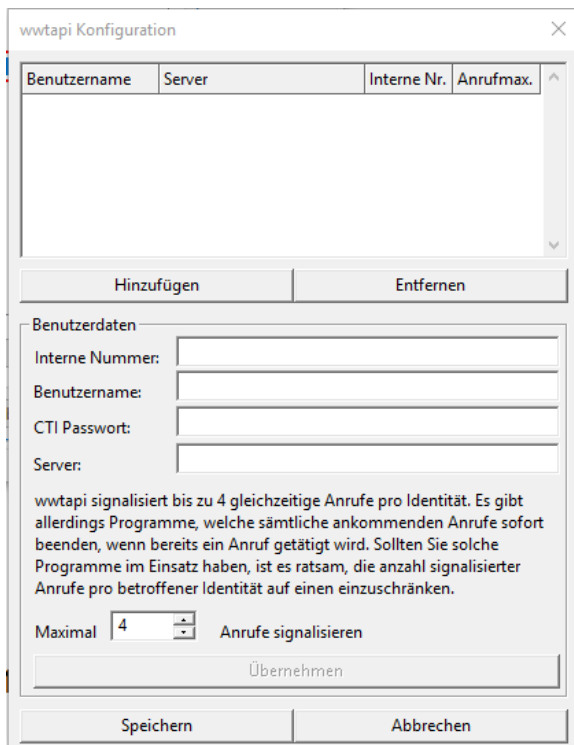 wwtapi Konfiguration
Benutzername Server Interne Nr. Anrufmax.
Hinzufügen Entfernen
Benutzerdaten
Interne Nummer:
Benutzername:
CTI Passwort:
Server:
wwtapi signalisiert bis zu 4 gleichzeitige Anrufe pro Identität. Es gibt
allerdings Programme, welche sämtliche ankommenden Anrufe sofort
beenden, wenn bereits ein Anruf getätigt wird. Sollten Sie solche
Programme im Einsatz haben, ist es ratsam, die anzahl signalisierter
Anrufe pro betroffener Identität auf einen einzuschränken.
Maximal 4 Anrufe signalisieren
Übernehmen
Speichern Abbrechen